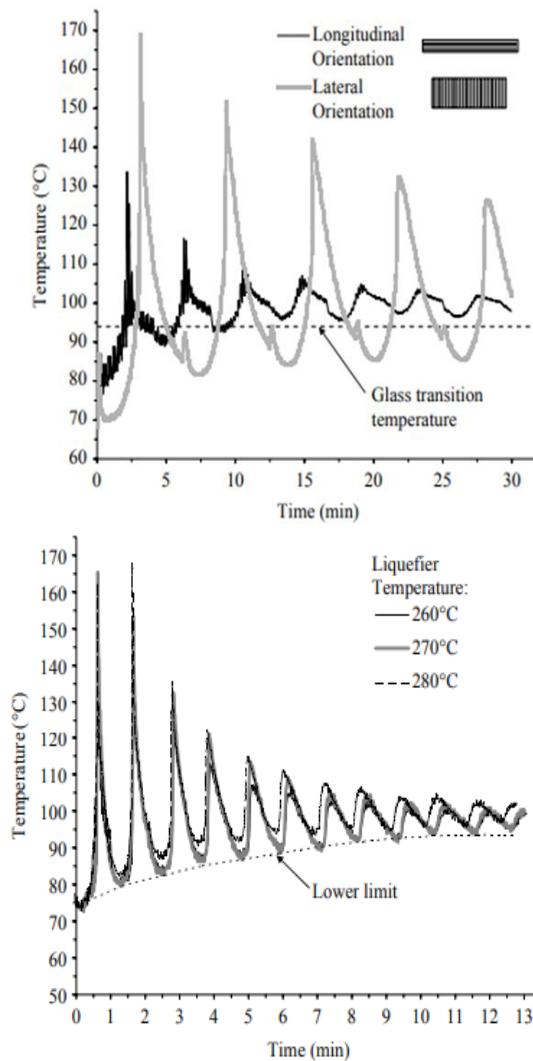 Temperature (°C)
170
160
150
140
130
120
110
100
90
80
70
60
Longitudinal
Orientation
Lateral
Orientation
Glass transition
temperature
0 5 10 15 20 25 30
Time (min)
Temperature (°C)
170
160
150
140
130
120
110
100
90
80
70
60
50
Liquefier
Temperature:
260°C
270°C
280°C
Lower limit
0 1 2 3 4 5 6 7 8 9 10 11 12 13
Time (min)